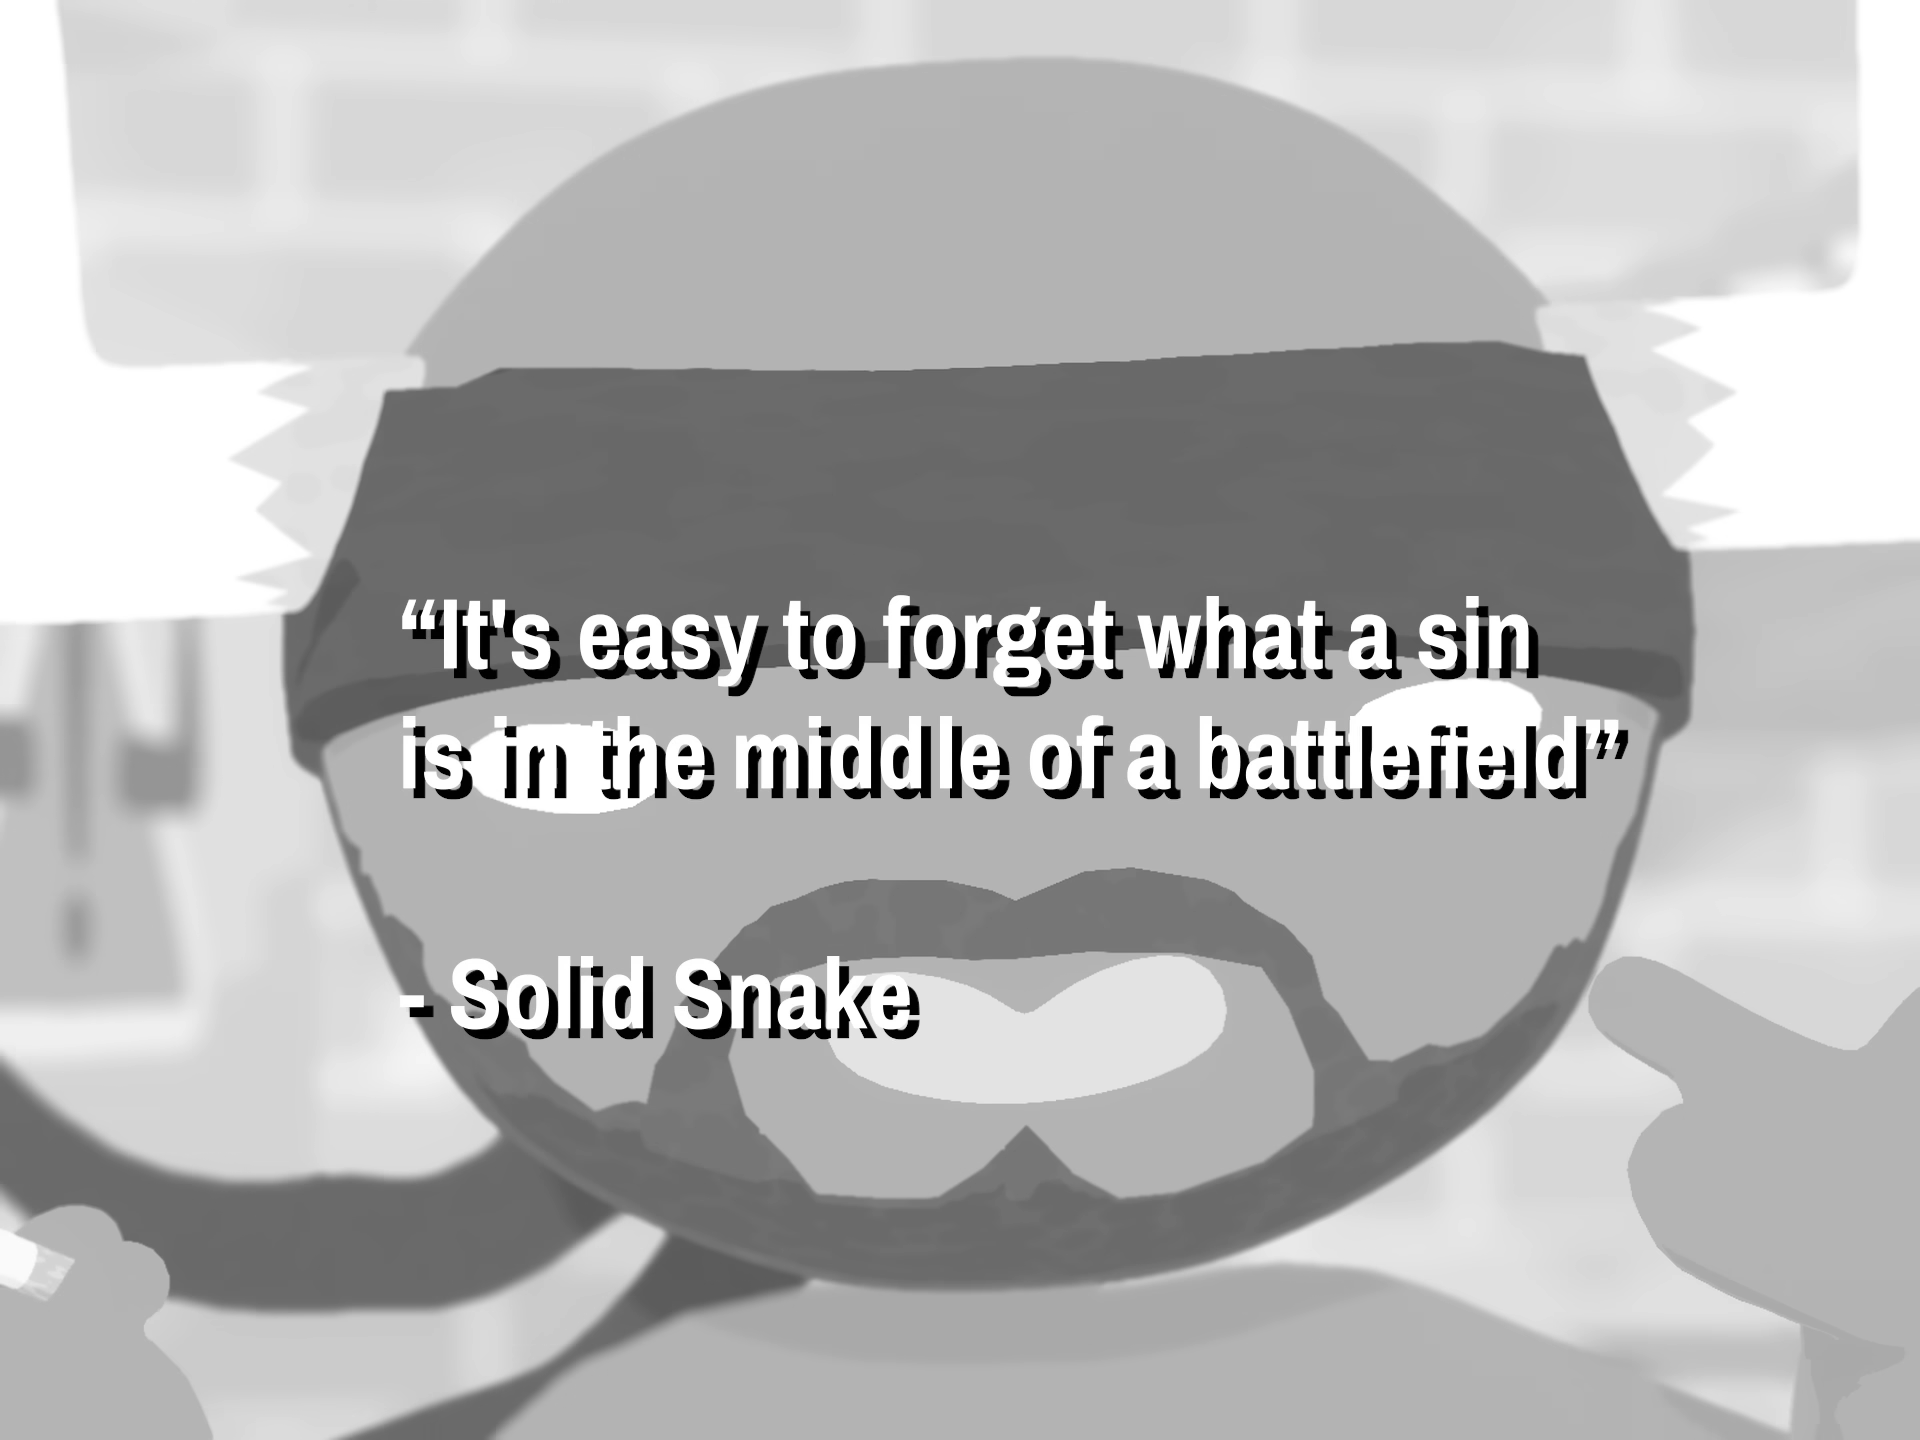 “It's easy to forget what a sin
is in the middle of a battlefield”
- Solid Snake